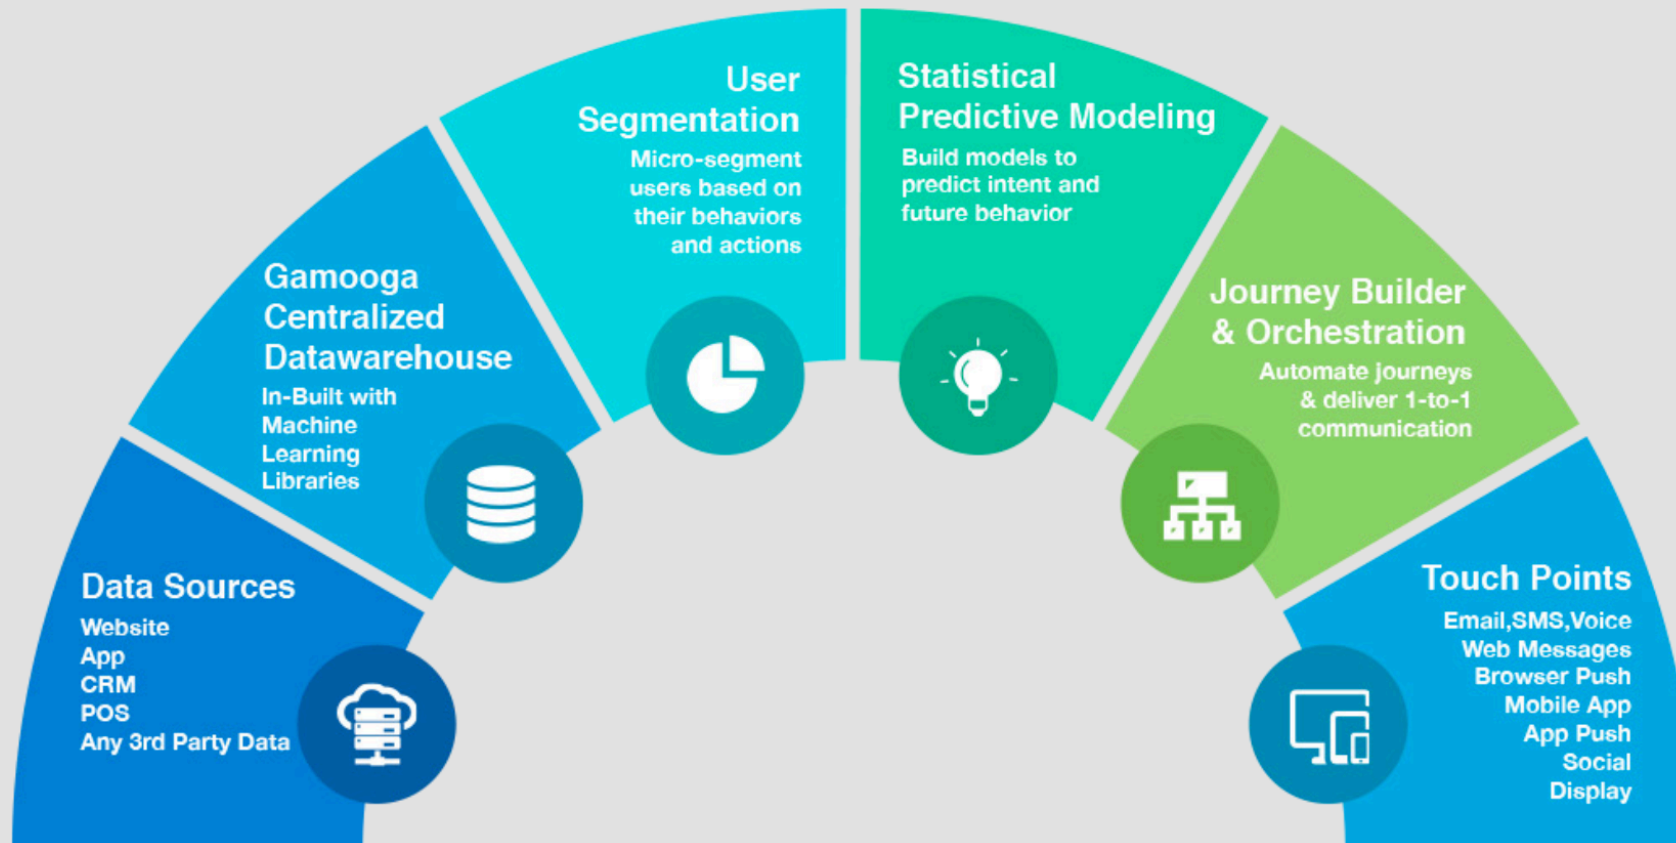 Data Sources
Website
App
CRM
POS
Any 3rd Party Data
Gamooga
Centralized
Datawarehouse
In-Built with
Machine
Learning
Libraries
User
Segmentation
Micro-segment
users based on
their behaviors
and actions
Statistical
Predictive Modeling
Build models to
predict intent and
future behavior
Journey Builder
& Orchestration
Automate journeys
& deliver 1-to-1
communication
Touch Points
Email,SMS,Voice
Web Messages
Browser Push
Mobile App
App Push
Social
Display